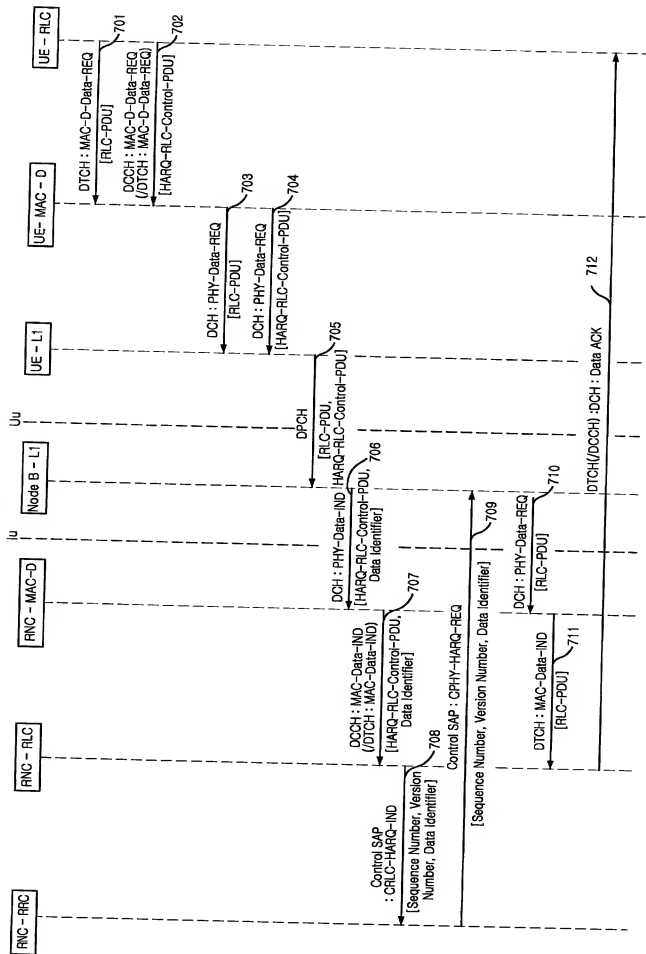 RNC – RRC
RNC – RLC
RNC – MAC-D
Iu
Node B – L1
Uu
UE – L1
UE- MAC – D
UE – RLC
DTCH : MAC-D-Data-REQ
[RLC-PDU]
701
DCCH : MAC-D-Data-REQ
(/DTCH : MAC-D-Data-REQ)
[HARQ-RLC-Control-PDU]
702
DCH : PHY-Data-REQ
[RLC-PDU]
703
DCH : PHY-Data-REQ
[HARQ-RLC-Control-PDU]
704
DPCH
[RLC-PDU,
HARQ-RLC-Control-PDU]
705
DCH : PHY-Data-IND
[HARQ-RLC-Control-PDU,
Data Identifier]
706
DCCH : MAC-Data-IND
(/DTCH : MAC-Data-IND)
[HARQ-RLC-Control-PDU,
Data Identifier]
707
Control SAP
: CRLC-HARQ-IND
[Sequence Number, Version
Number, Data Identifier]
708
Control SAP : CPHY-HARQ-REQ
[Sequence Number, Version Number, Data Identifier]
709
DCH : PHY-Data-REQ
[RLC-PDU]
710
DTCH : MAC-Data-IND
[RLC-PDU]
711
DTCH(/DCCH) :DCH : Data ACK
712